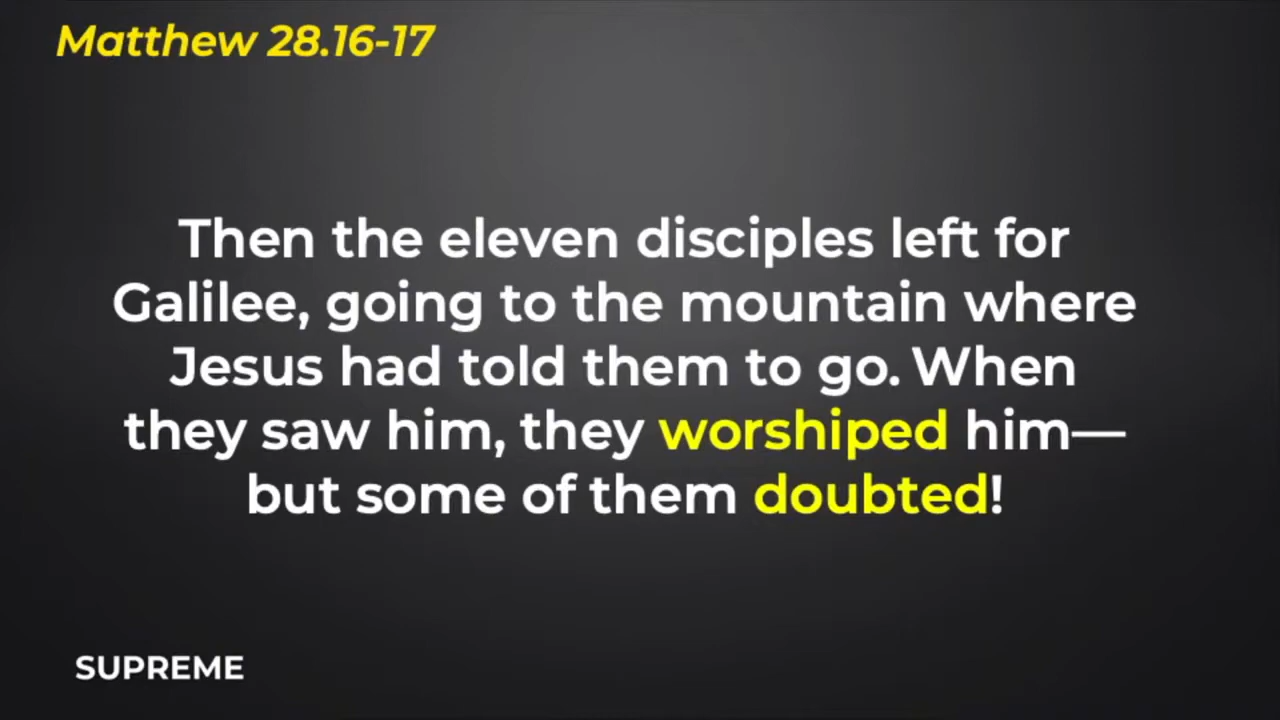 Matthew 28.16-17
Then the eleven disciples left for
Galilee, going to the mountain where
Jesus had told them to go. When
they saw him, they worshiped him—
but some of them doubted!
SUPREME